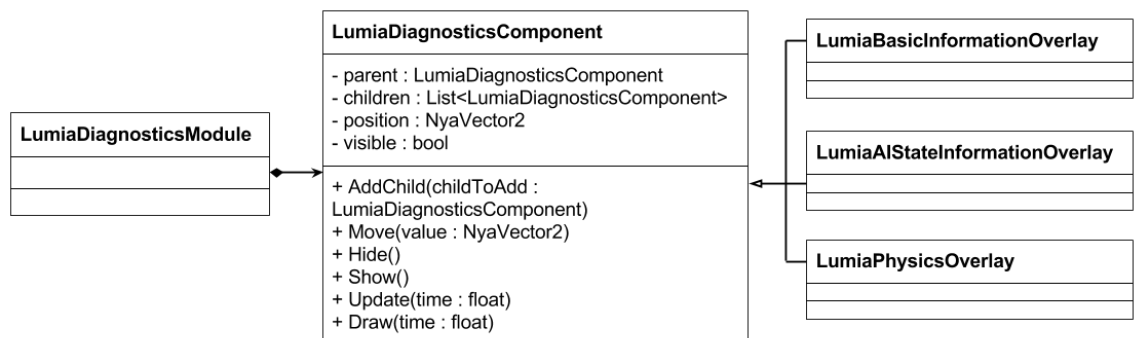 LumiaDiagnosticsModule
LumiaDiagnosticsComponent
- parent : LumiaDiagnosticsComponent
- children : List<LumiaDiagnosticsComponent>
- position : NyaVector2
- visible : bool
+ AddChild(childToAdd :
LumiaDiagnosticsComponent)
+ Move(value : NyaVector2)
+ Hide()
+ Show()
+ Update(time : float)
+ Draw(time : float)
LumiaBasicInformationOverlay
LumiaAIStateInformationOverlay
LumiaPhysicsOverlay